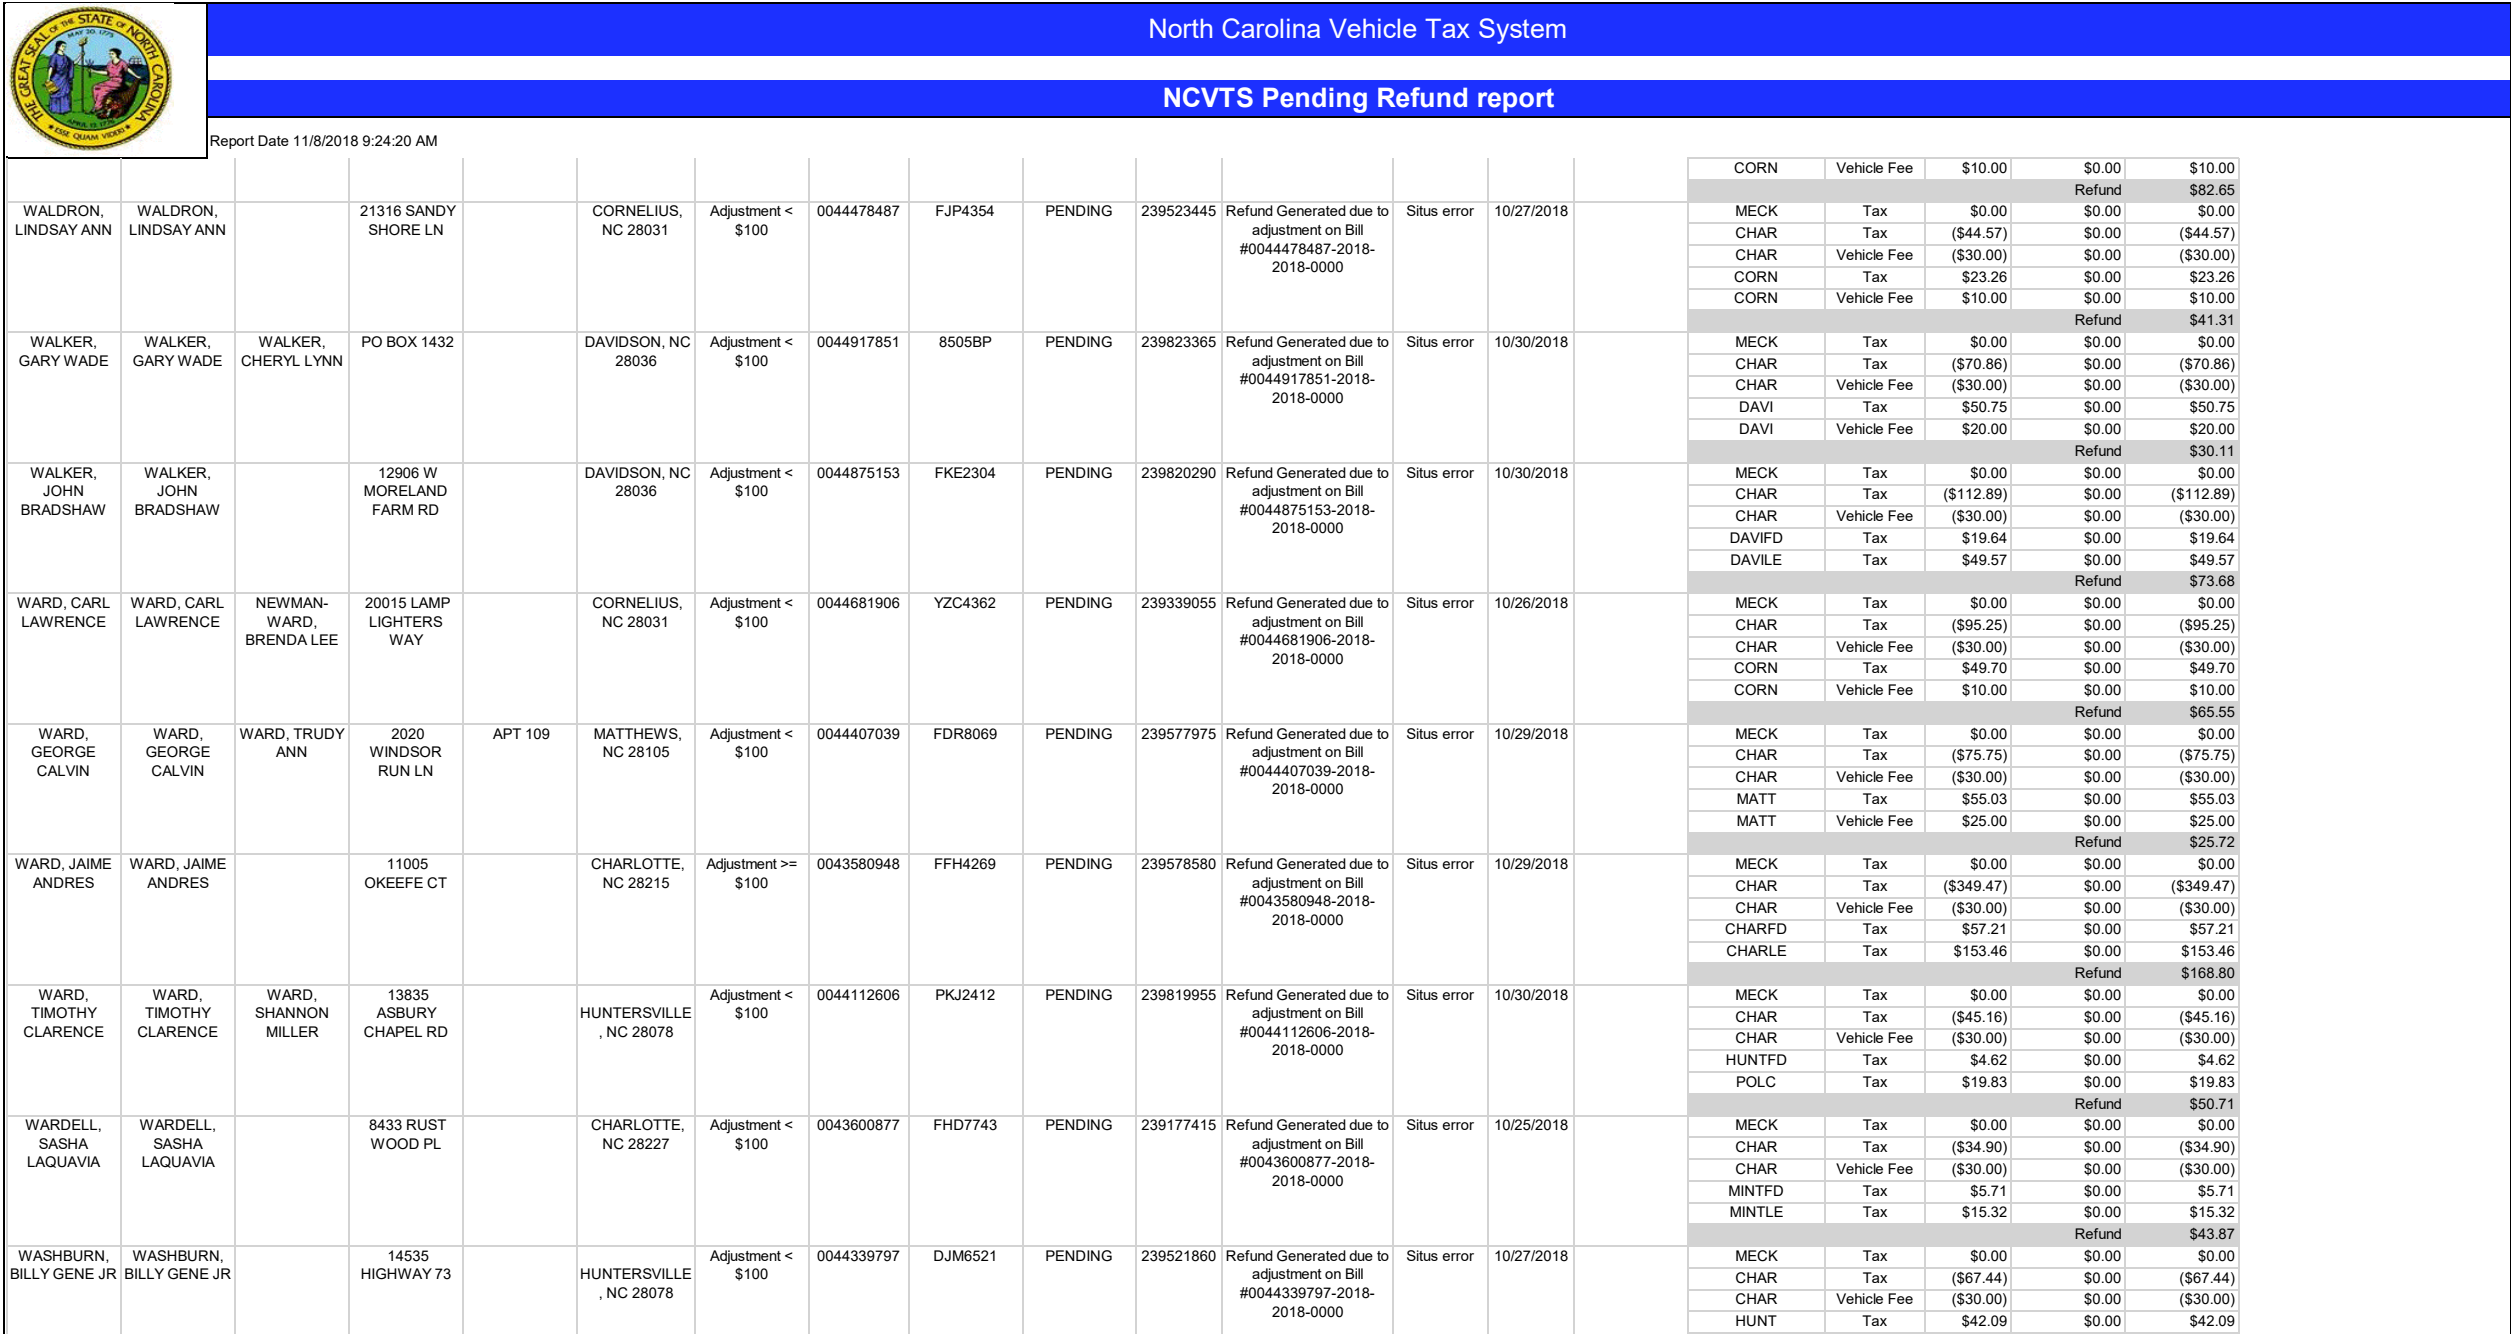 THE GREAT SEAL OF THE STATE OF NORTH CAROLINA
MAY 20, 1775
APRIL 12, 1776
ESSE QUAM VIDERI
North Carolina Vehicle Tax System
NCVTS Pending Refund report
Report Date 11/8/2018 9:24:20 AM
CORN Vehicle Fee $10.00 $0.00 $10.00
Refund $82.65
WALDRON, WALDRON, 21316 SANDY CORNELIUS, Adjustment < 0044478487 FJP4354 PENDING 239523445 Refund Generated due to Situs error 10/27/2018 MECK Tax $0.00 $0.00 $0.00
LINDSAY ANN LINDSAY ANN SHORE LN NC 28031 $100 adjustment on Bill CHAR Tax ($44.57) $0.00 ($44.57)
#0044478487-2018- CHAR Vehicle Fee ($30.00) $0.00 ($30.00)
2018-0000 CORN Tax $23.26 $0.00 $23.26
CORN Vehicle Fee $10.00 $0.00 $10.00
Refund $41.31
WALKER, WALKER, WALKER, PO BOX 1432 DAVIDSON, NC Adjustment < 0044917851 8505BP PENDING 239823365 Refund Generated due to Situs error 10/30/2018 MECK Tax $0.00 $0.00 $0.00
GARY WADE GARY WADE CHERYL LYNN 28036 $100 adjustment on Bill CHAR Tax ($70.86) $0.00 ($70.86)
#0044917851-2018- CHAR Vehicle Fee ($30.00) $0.00 ($30.00)
2018-0000 DAVI Tax $50.75 $0.00 $50.75
DAVI Vehicle Fee $20.00 $0.00 $20.00
Refund $30.11
WALKER, WALKER, 12906 W DAVIDSON, NC Adjustment < 0044875153 FKE2304 PENDING 239820290 Refund Generated due to Situs error 10/30/2018 MECK Tax $0.00 $0.00 $0.00
JOHN JOHN MORELAND 28036 $100 adjustment on Bill CHAR Tax ($112.89) $0.00 ($112.89)
BRADSHAW BRADSHAW FARM RD #0044875153-2018- CHAR Vehicle Fee ($30.00) $0.00 ($30.00)
2018-0000 DAVIFD Tax $19.64 $0.00 $19.64
DAVILE Tax $49.57 $0.00 $49.57
Refund $73.68
WARD, CARL WARD, CARL NEWMAN- 20015 LAMP CORNELIUS, Adjustment < 0044681906 YZC4362 PENDING 239339055 Refund Generated due to Situs error 10/26/2018 MECK Tax $0.00 $0.00 $0.00
LAWRENCE LAWRENCE WARD, LIGHTERS NC 28031 $100 adjustment on Bill CHAR Tax ($95.25) $0.00 ($95.25)
BRENDA LEE WAY #0044681906-2018- CHAR Vehicle Fee ($30.00) $0.00 ($30.00)
2018-0000 CORN Tax $49.70 $0.00 $49.70
CORN Vehicle Fee $10.00 $0.00 $10.00
Refund $65.55
WARD, WARD, WARD, TRUDY 2020 APT 109 MATTHEWS, Adjustment < 0044407039 FDR8069 PENDING 239577975 Refund Generated due to Situs error 10/29/2018 MECK Tax $0.00 $0.00 $0.00
GEORGE GEORGE ANN WINDSOR NC 28105 $100 adjustment on Bill CHAR Tax ($75.75) $0.00 ($75.75)
CALVIN CALVIN RUN LN #0044407039-2018- CHAR Vehicle Fee ($30.00) $0.00 ($30.00)
2018-0000 MATT Tax $55.03 $0.00 $55.03
MATT Vehicle Fee $25.00 $0.00 $25.00
Refund $25.72
WARD, JAIME WARD, JAIME 11005 CHARLOTTE, Adjustment >= 0043580948 FFH4269 PENDING 239578580 Refund Generated due to Situs error 10/29/2018 MECK Tax $0.00 $0.00 $0.00
ANDRES ANDRES OKEEFE CT NC 28215 $100 adjustment on Bill CHAR Tax ($349.47) $0.00 ($349.47)
#0043580948-2018- CHAR Vehicle Fee ($30.00) $0.00 ($30.00)
2018-0000 CHARFD Tax $57.21 $0.00 $57.21
CHARLE Tax $153.46 $0.00 $153.46
Refund $168.80
WARD, WARD, WARD, 13835 Adjustment < 0044112606 PKJ2412 PENDING 239819955 Refund Generated due to Situs error 10/30/2018 MECK Tax $0.00 $0.00 $0.00
TIMOTHY TIMOTHY SHANNON ASBURY HUNTERSVILLE $100 adjustment on Bill CHAR Tax ($45.16) $0.00 ($45.16)
CLARENCE CLARENCE MILLER CHAPEL RD , NC 28078 #0044112606-2018- CHAR Vehicle Fee ($30.00) $0.00 ($30.00)
2018-0000 HUNTFD Tax $4.62 $0.00 $4.62
POLC Tax $19.83 $0.00 $19.83
Refund $50.71
WARDELL, WARDELL, 8433 RUST CHARLOTTE, Adjustment < 0043600877 FHD7743 PENDING 239177415 Refund Generated due to Situs error 10/25/2018 MECK Tax $0.00 $0.00 $0.00
SASHA SASHA WOOD PL NC 28227 $100 adjustment on Bill CHAR Tax ($34.90) $0.00 ($34.90)
LAQUAVIA LAQUAVIA #0043600877-2018- CHAR Vehicle Fee ($30.00) $0.00 ($30.00)
2018-0000 MINTFD Tax $5.71 $0.00 $5.71
MINTLE Tax $15.32 $0.00 $15.32
Refund $43.87
WASHBURN, WASHBURN, 14535 Adjustment < 0044339797 DJM6521 PENDING 239521860 Refund Generated due to Situs error 10/27/2018 MECK Tax $0.00 $0.00 $0.00
BILLY GENE JR BILLY GENE JR HIGHWAY 73 HUNTERSVILLE $100 adjustment on Bill CHAR Tax ($67.44) $0.00 ($67.44)
, NC 28078 #0044339797-2018- CHAR Vehicle Fee ($30.00) $0.00 ($30.00)
2018-0000 HUNT Tax $42.09 $0.00 $42.09